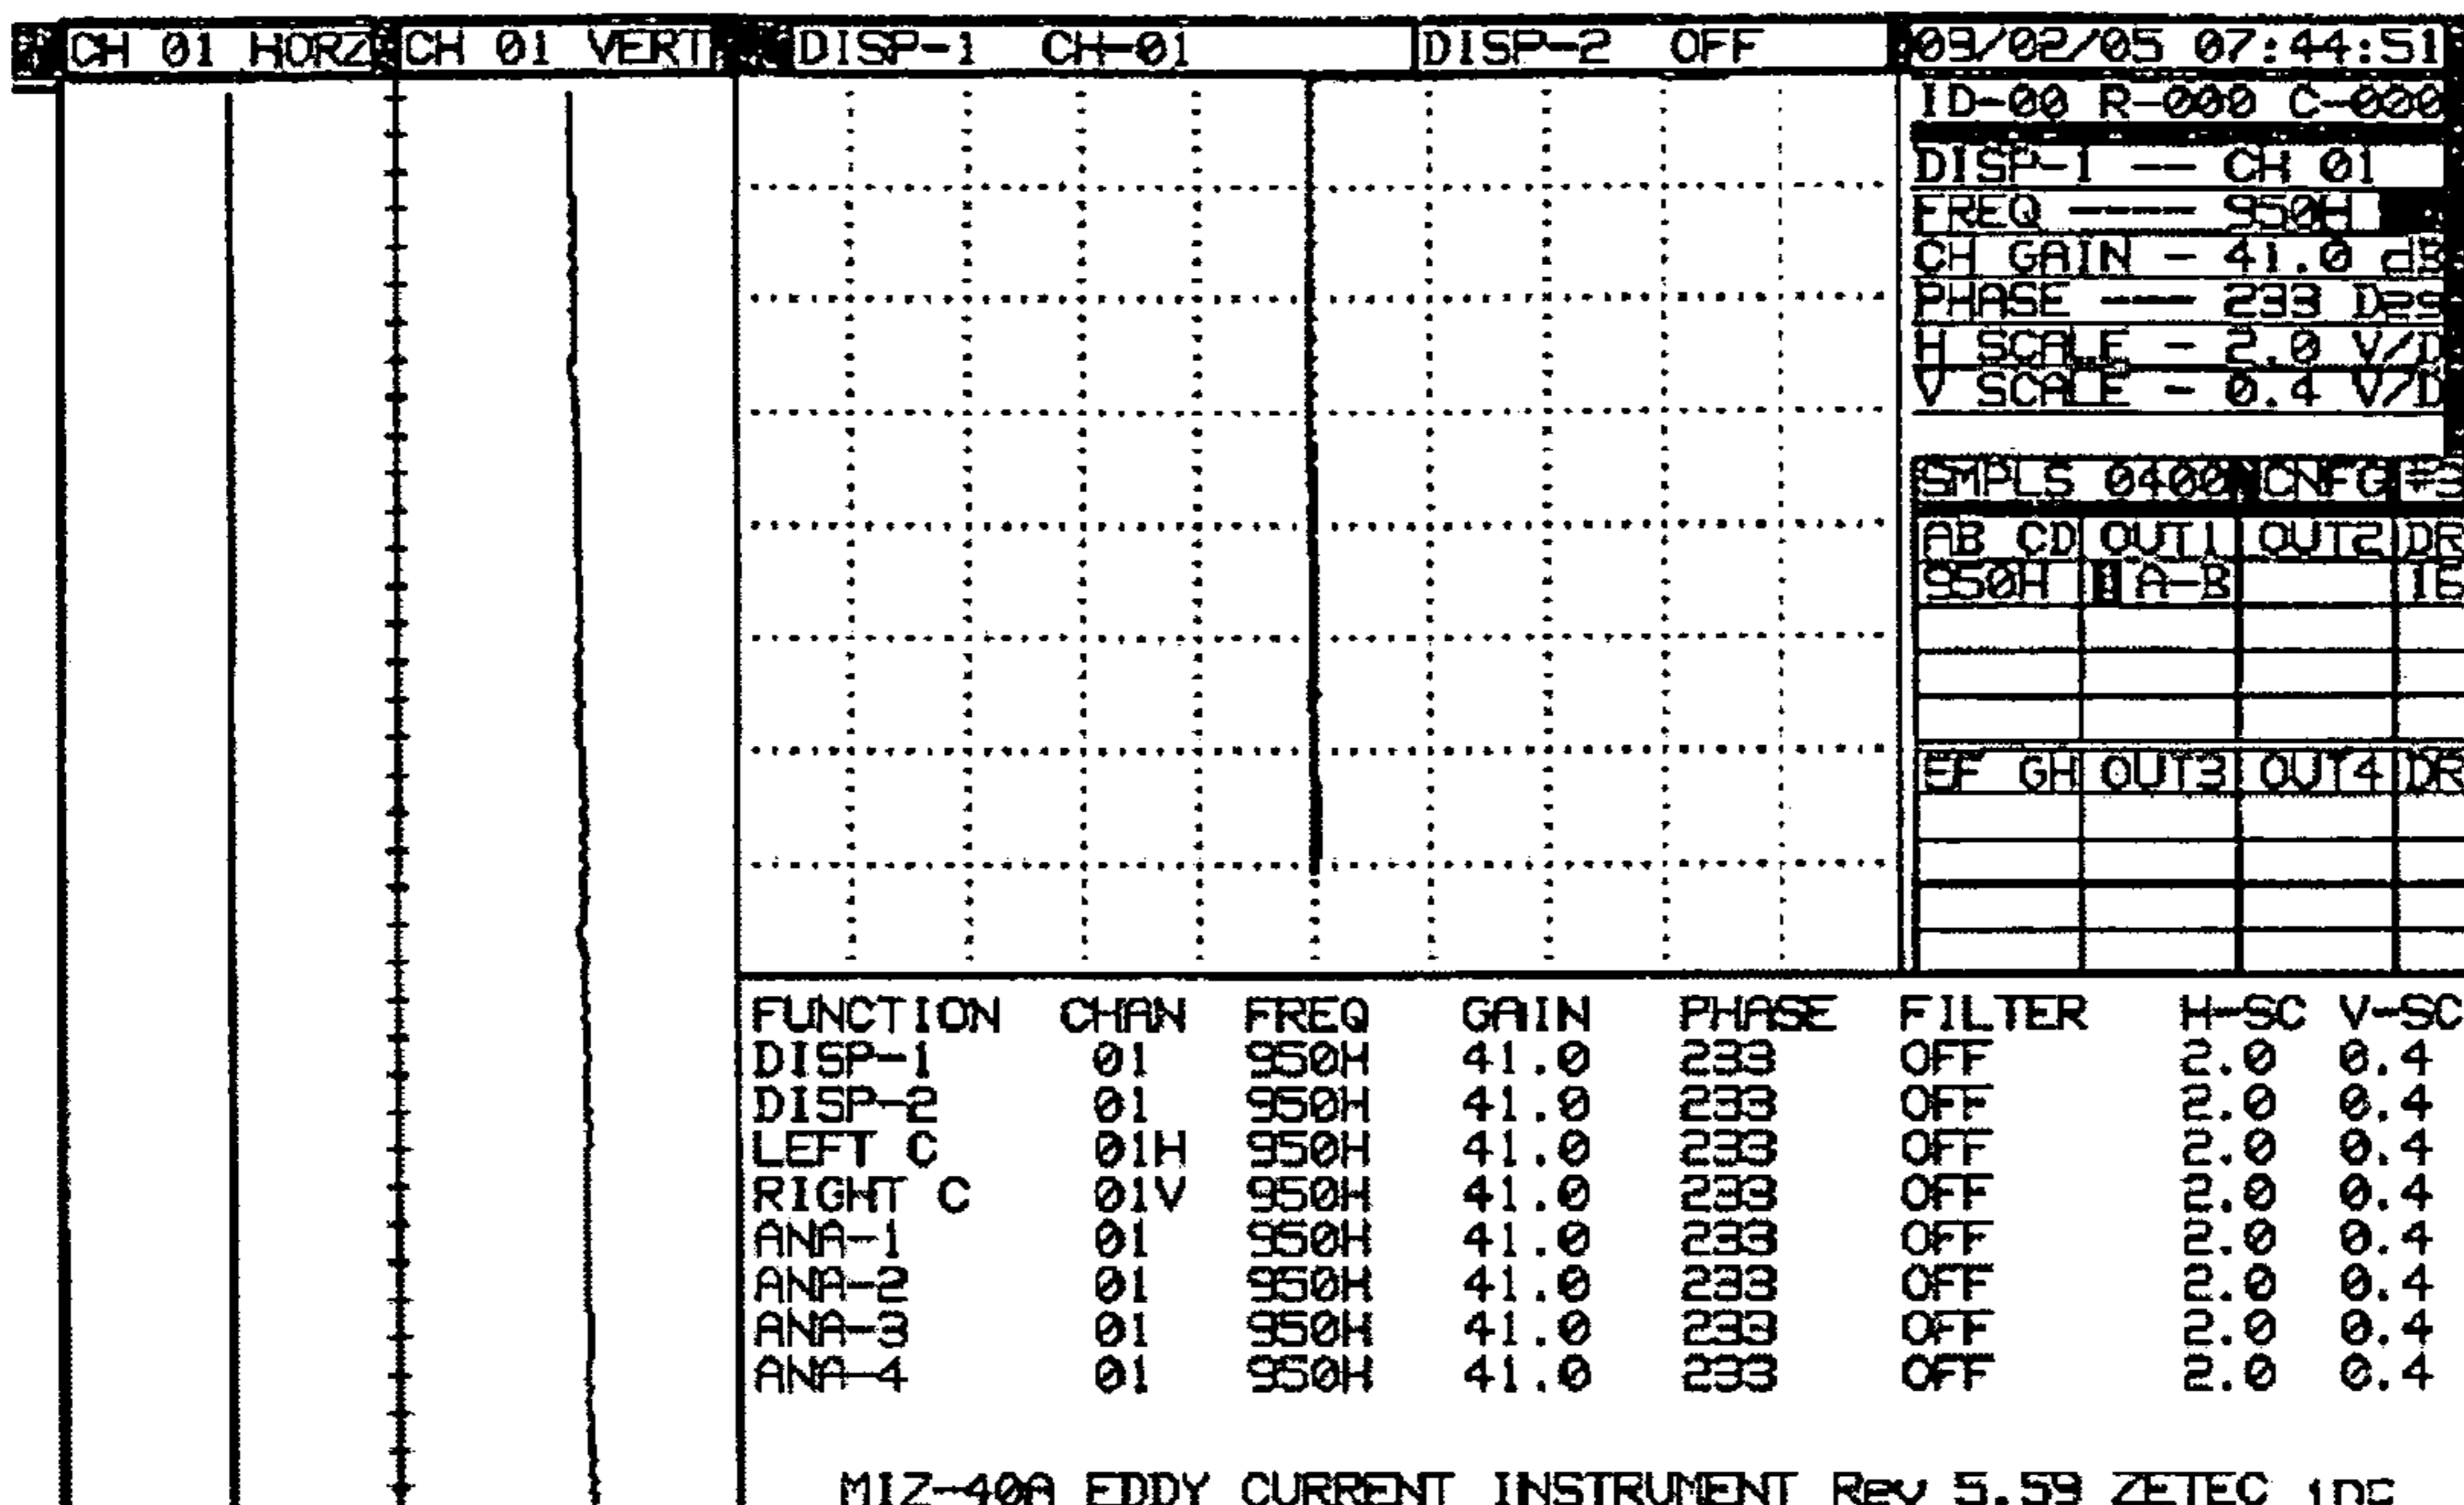 CH 01 HORZ CH 01 VERT DISP-1 CH-01 DISP-2 OFF 09/02/05 07:44:51
ID-00 R-000 C-000
DISP-1 -- CH 01
FREQ ---- 950H
CH GAIN - 41.0 dB
PHASE --- 233 Deg
H SCALE - 2.0 V/D
V SCALE - 0.4 V/D
SMPLS 0400 CNFG #3
AB CD OUT1 OUT2 DR
950H 1 A-B
EF GH OUT3 OUT4 DR
FUNCTION CHAN FREQ GAIN PHASE FILTER H-SC V-SC
DISP-1 01 950H 41.0 233 OFF 2.0 0.4
DISP-2 01 950H 41.0 233 OFF 2.0 0.4
LEFT C 01H 950H 41.0 233 OFF 2.0 0.4
RIGHT C 01V 950H 41.0 233 OFF 2.0 0.4
ANA-1 01 950H 41.0 233 OFF 2.0 0.4
ANA-2 01 950H 41.0 233 OFF 2.0 0.4
ANA-3 01 950H 41.0 233 OFF 2.0 0.4
ANA-4 01 950H 41.0 233 OFF 2.0 0.4
MIZ-40A EDDY CURRENT INSTRUMENT Rev 5.59 ZETEC inc